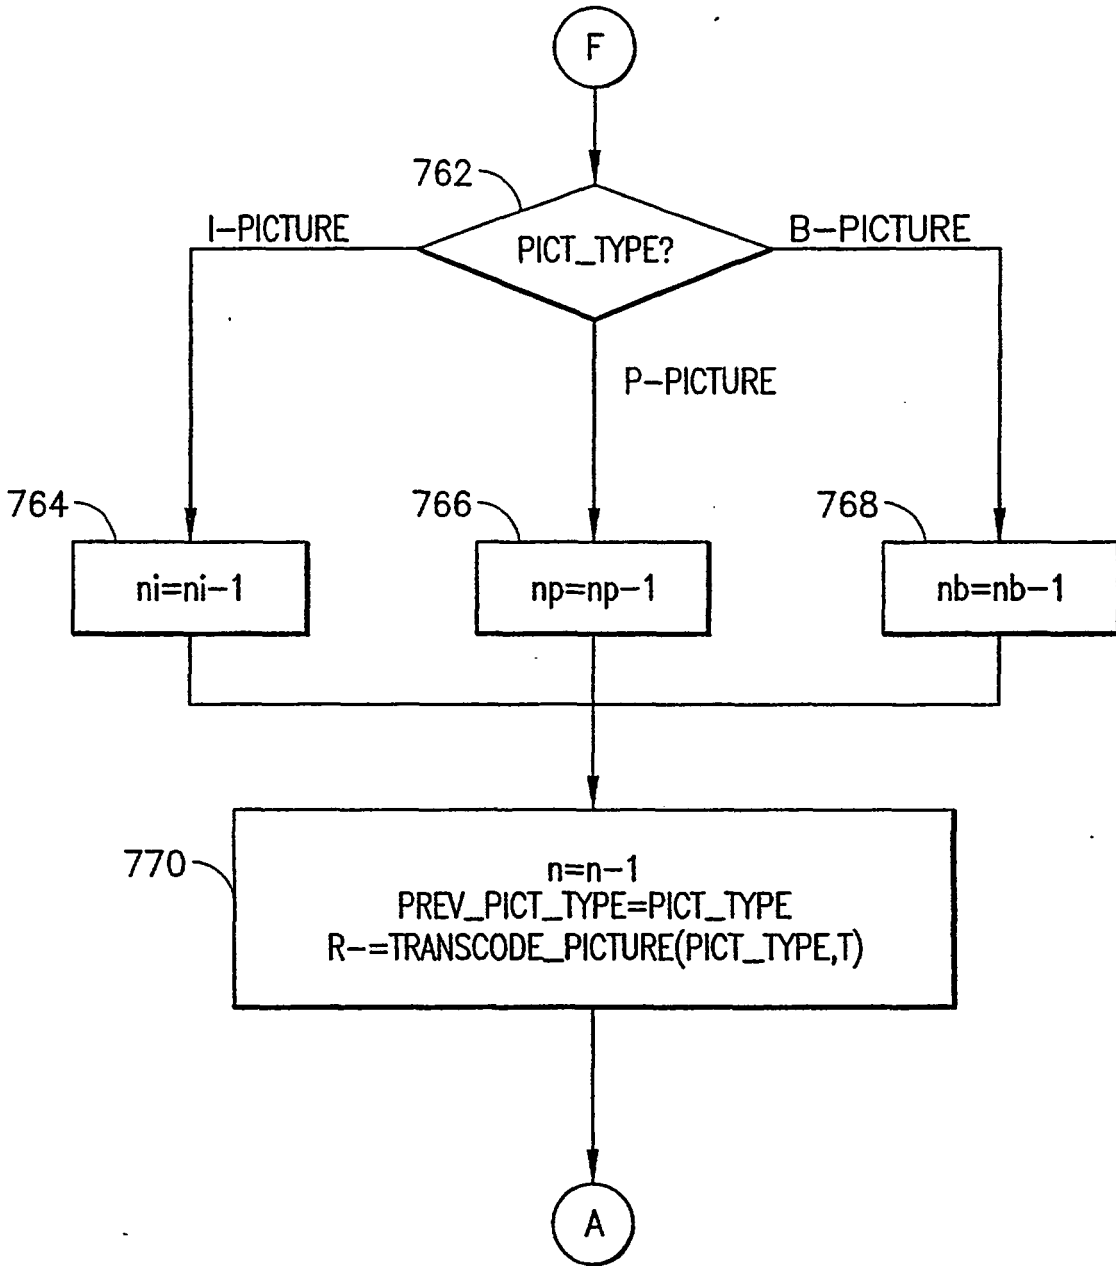 F
762
I-PICTURE
PICT_TYPE?
B-PICTURE
P-PICTURE
764
766
768
ni=ni-1
np=np-1
nb=nb-1
770
n=n-1
PREV_PICT_TYPE=PICT_TYPE
R-=TRANSCODE_PICTURE(PICT_TYPE,T)
A